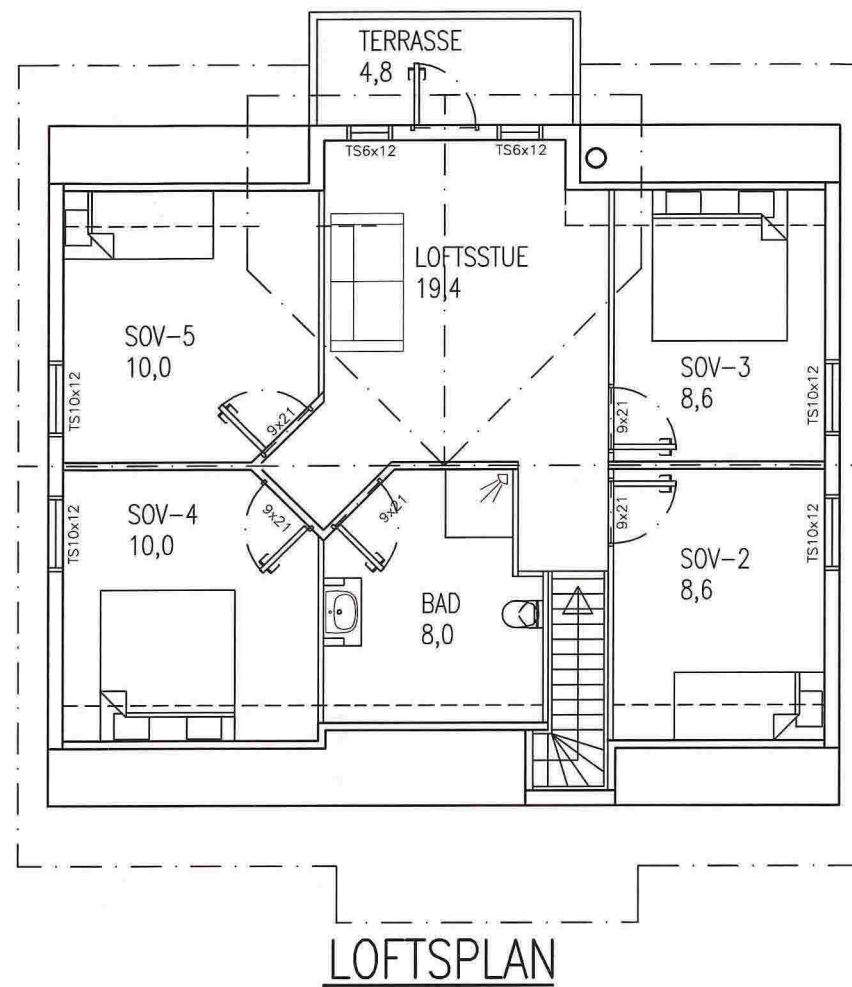 TERRASSE
4,8
TS6x12
TS6x12
LOFTSSTUE
19,4
SOV-5
10,0
SOV-3
8,6
TS10x12
TS10x12
9x21
9x21
SOV-4
10,0
9x21
9x21
9x21
TS10x12
TS10x12
SOV-2
8,6
BAD
8,0
LOFTSPLAN